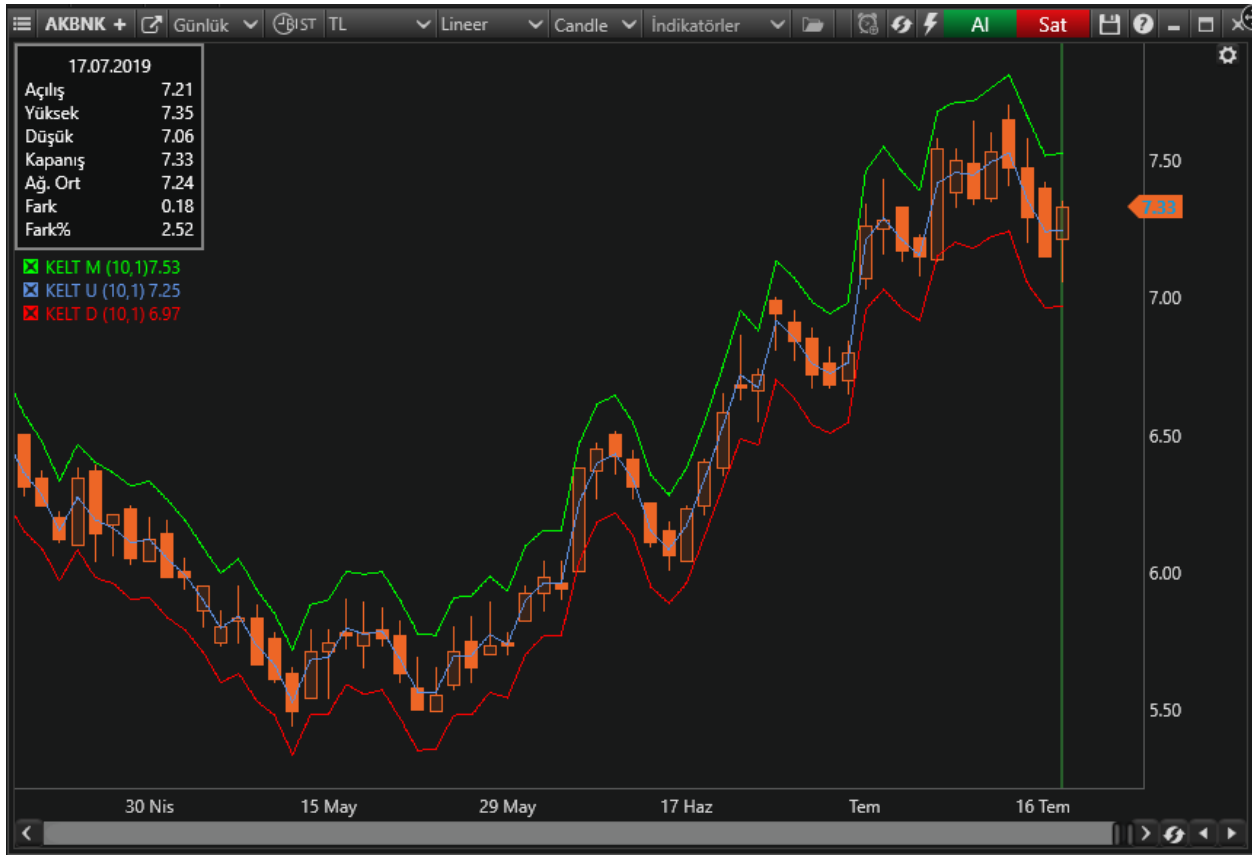 AKBNK + Günlük BIST TL Lineer Candle İndikatörler Al Sat
17.07.2019
Açılış 7.21
Yüksek 7.35
Düşük 7.06
Kapanış 7.33
Ağ. Ort 7.24
Fark 0.18
Fark% 2.52
KELT M (10,1)7.53
KELT U (10,1) 7.25
KELT D (10,1) 6.97
7.50
7.33
7.00
6.50
6.00
5.50
30 Nis 15 May 29 May 17 Haz Tem 16 Tem